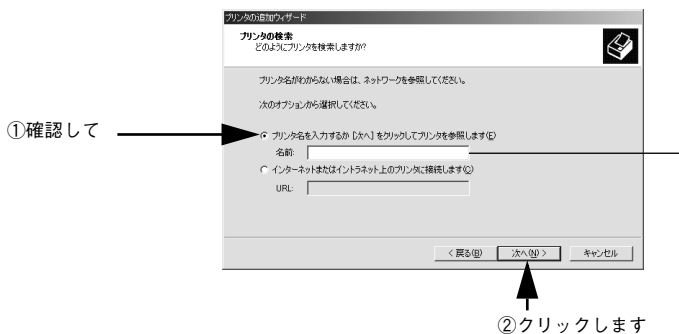 プリンタの追加ウィザード
プリンタの検索
どのようにプリンタを検索しますか?
プリンタ名がわからない場合は、ネットワークを参照してください。
次のオプションから選択してください。
①確認して
プリンタ名を入力するか [次へ] をクリックしてプリンタを参照します(E)
名前:
インターネットまたはイントラネット上のプリンタに接続します(C)
URL:
< 戻る(B)
次へ(N) >
キャンセル
②クリックします